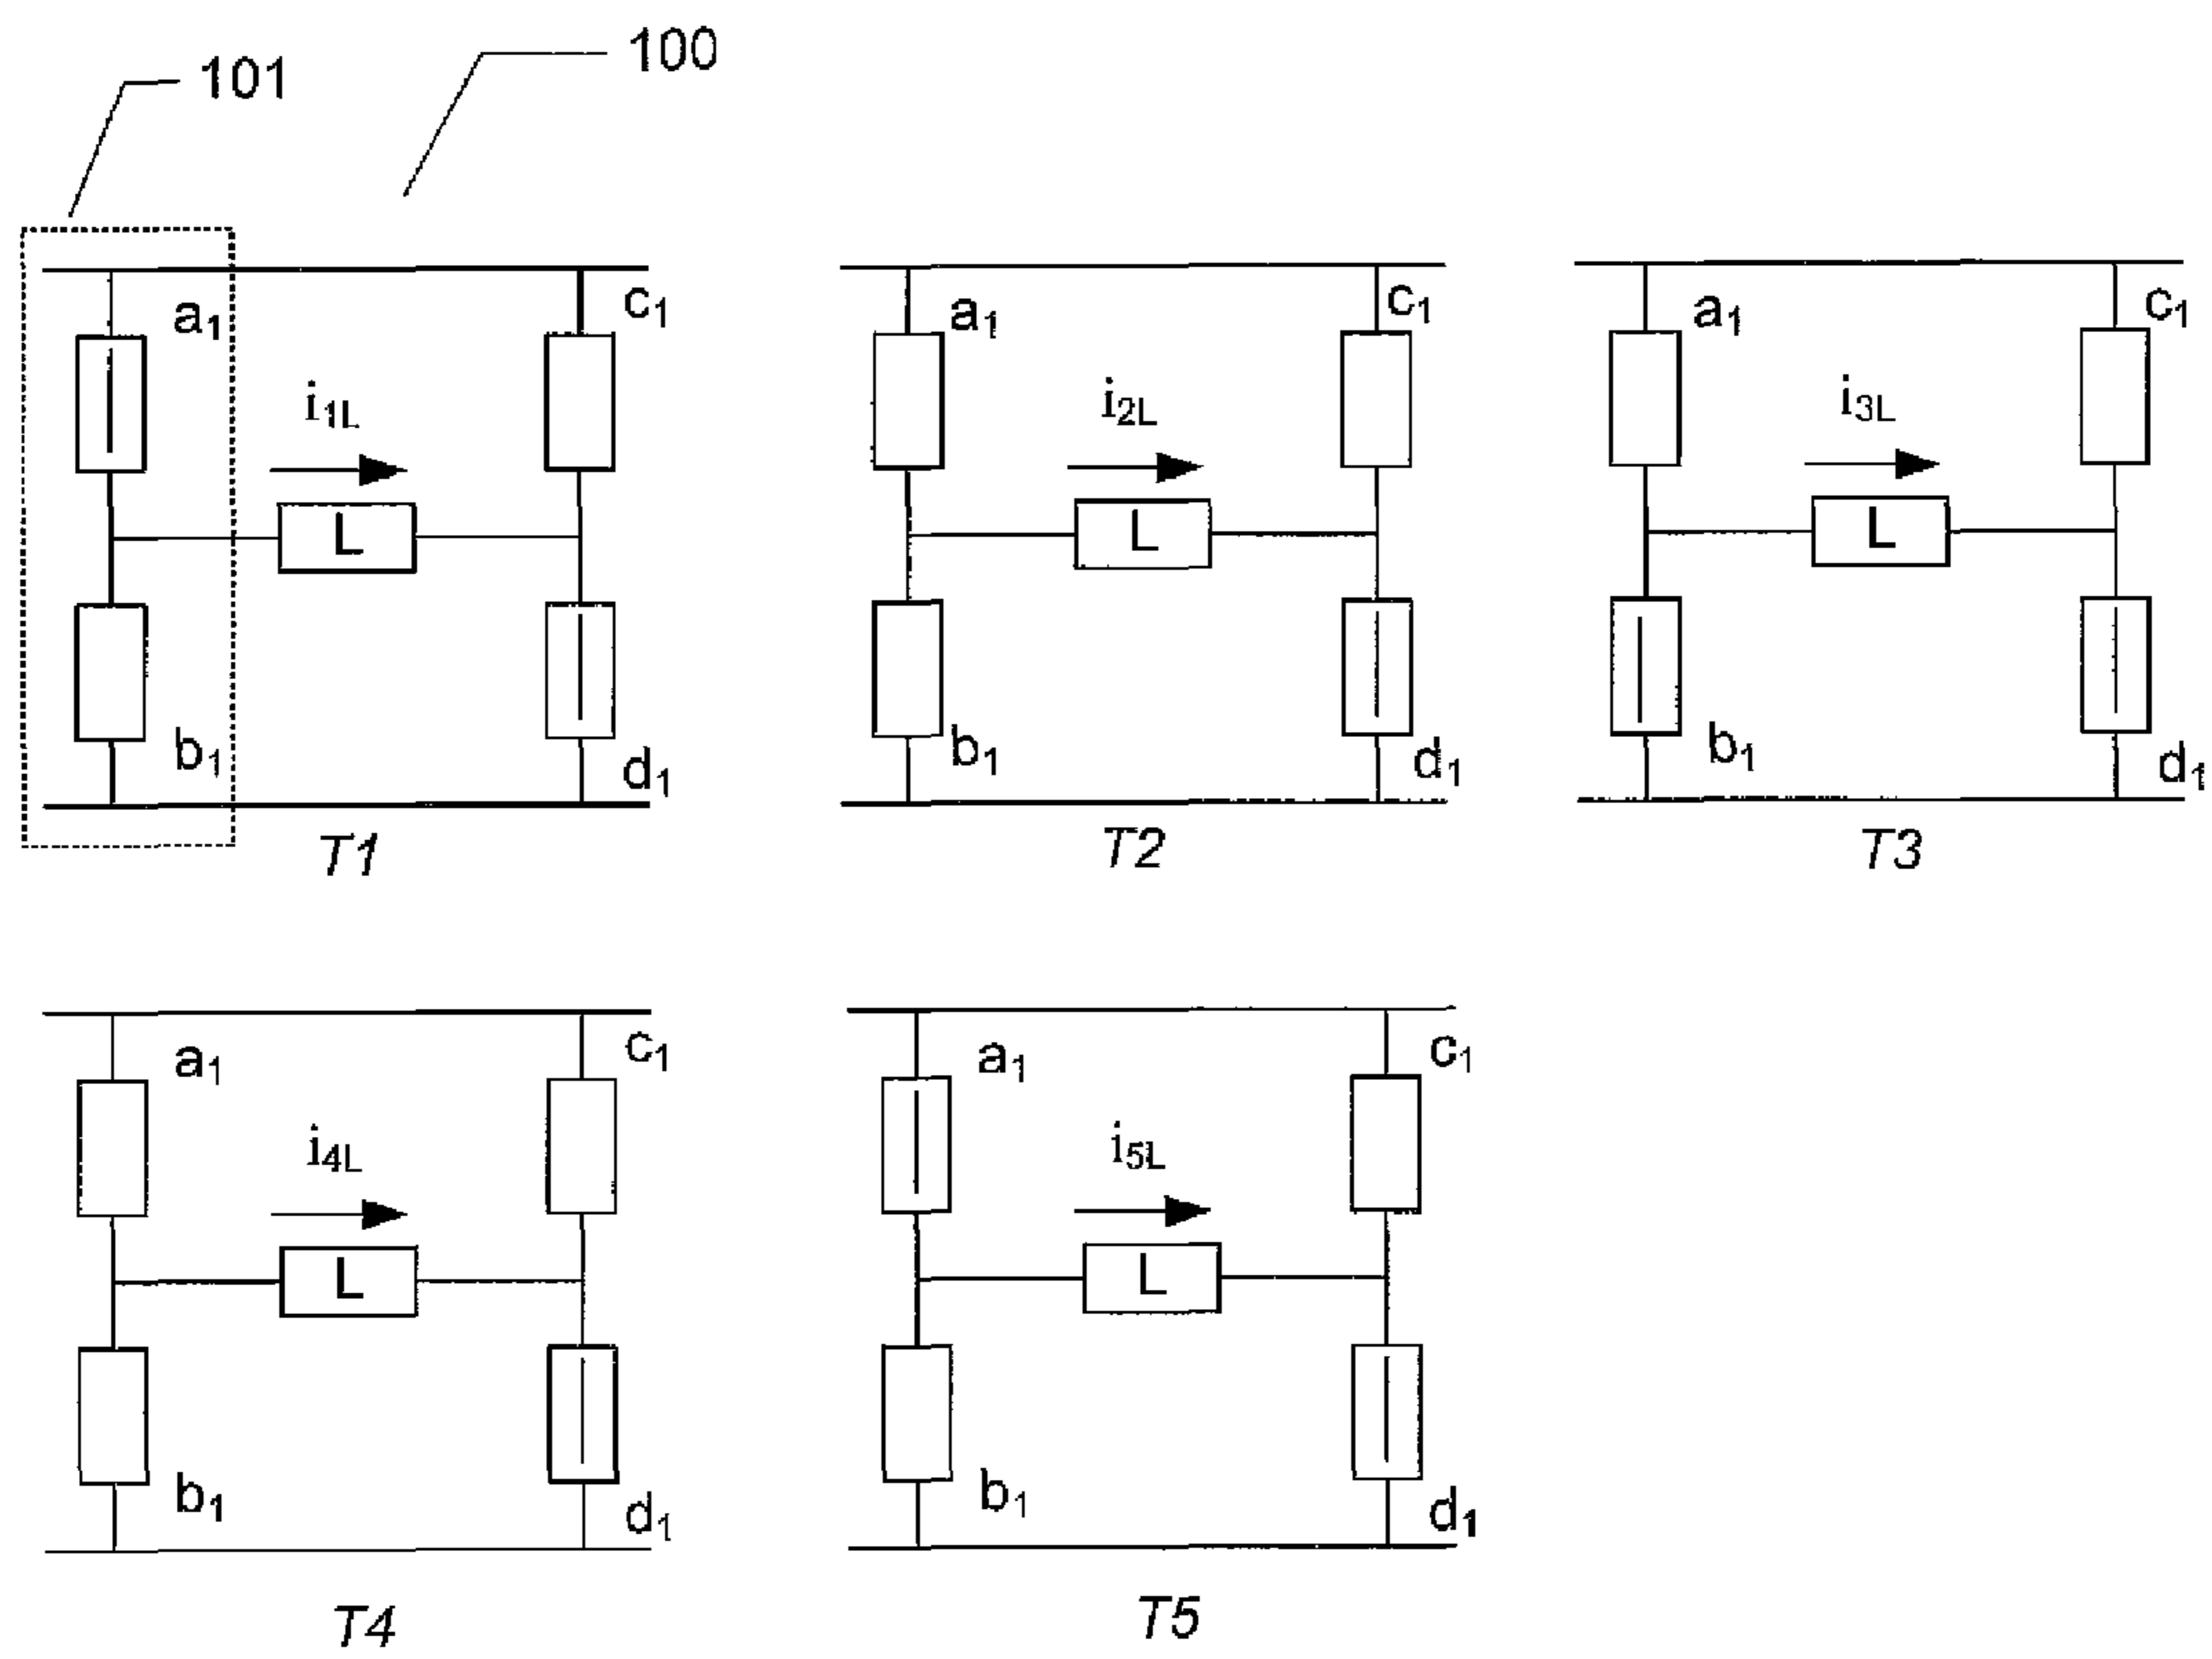 101
100
a₁ c₁
i₁L
L
b₁ d₁
T1
a₁ c₁
i₂L
L
b₁ d₁
T2
a₁ c₁
i₃L
L
b₁ d₁
T3
a₁ c₁
i₄L
L
b₁ d₁
T4
a₁ c₁
i₅L
L
b₁ d₁
T5